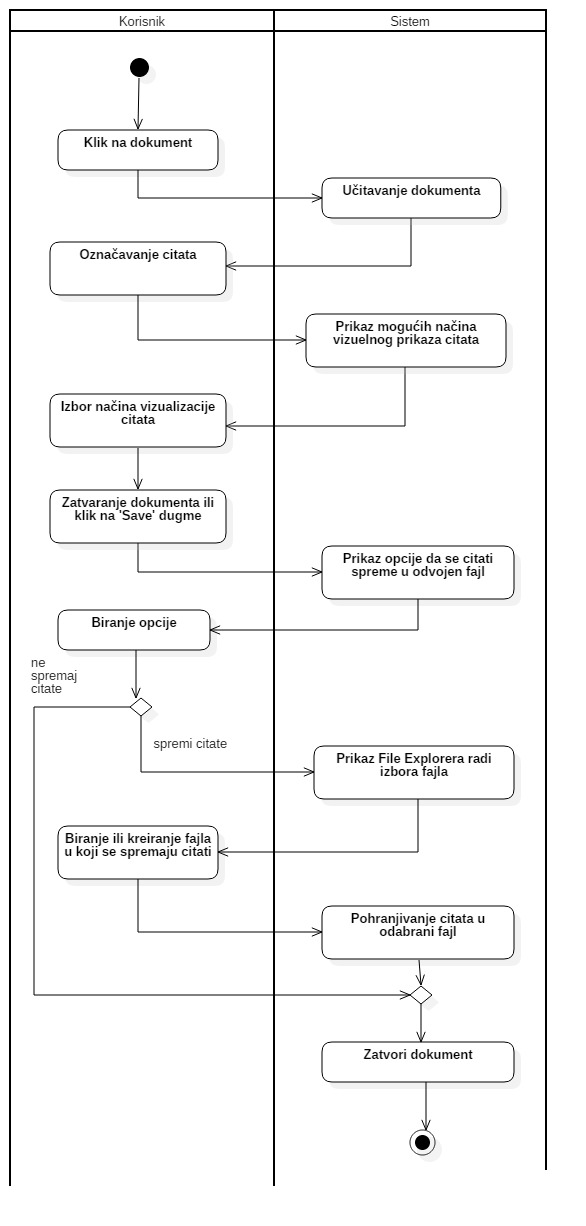 Korisnik
Sistem
Klik na dokument
Učitavanje dokumenta
Označavanje citata
Prikaz mogućih načina
vizuelnog prikaza citata
Izbor načina vizualizacije
citata
Zatvaranje dokumenta ili
klik na 'Save' dugme
Prikaz opcije da se citati
spreme u odvojen fajl
Biranje opcije
ne
spremaj
citate
spremi citate
Prikaz File Explorera radi
izbora fajla
Biranje ili kreiranje fajla
u koji se spremaju citati
Pohranjivanje citata u
odabrani fajl
Zatvori dokument